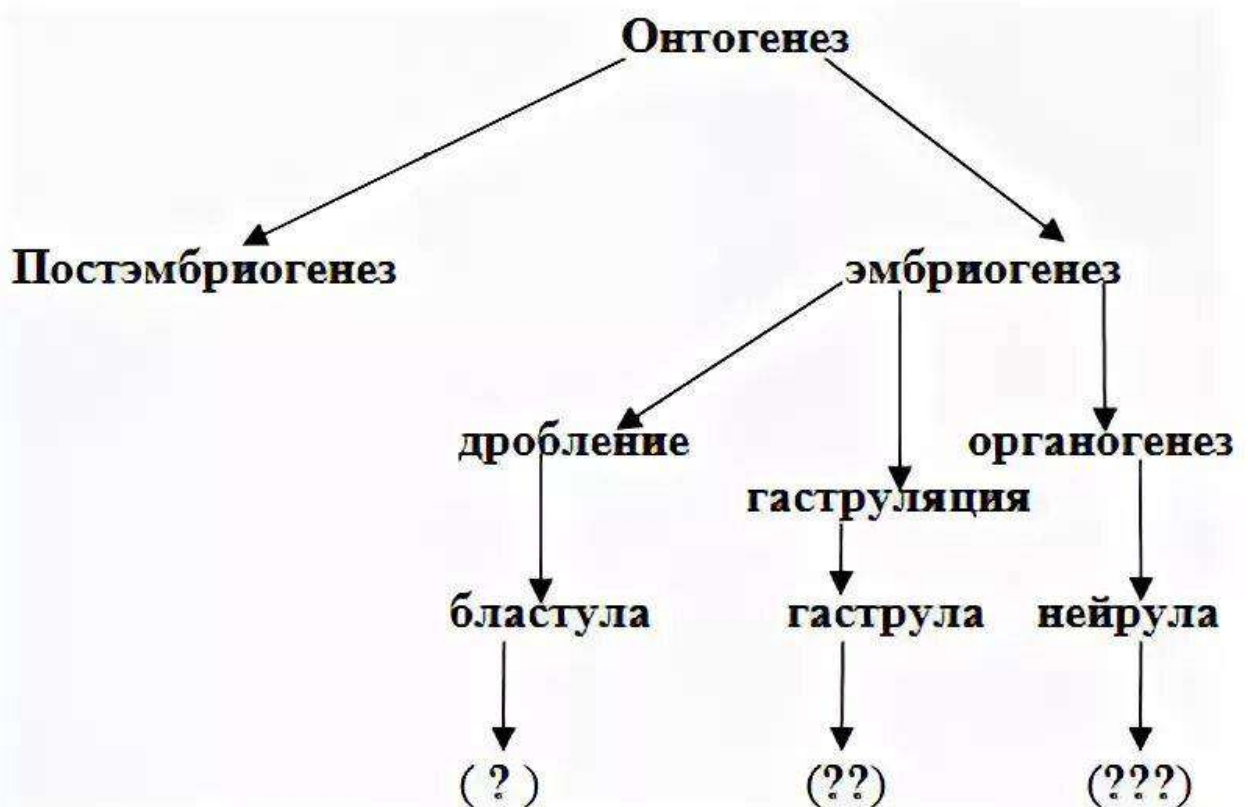 Онтогенез
Постэмбриогенез эмбриогенез
дробление органогенез
гаструляция
бластула гаструла нейрула
( ? ) (??) (???)